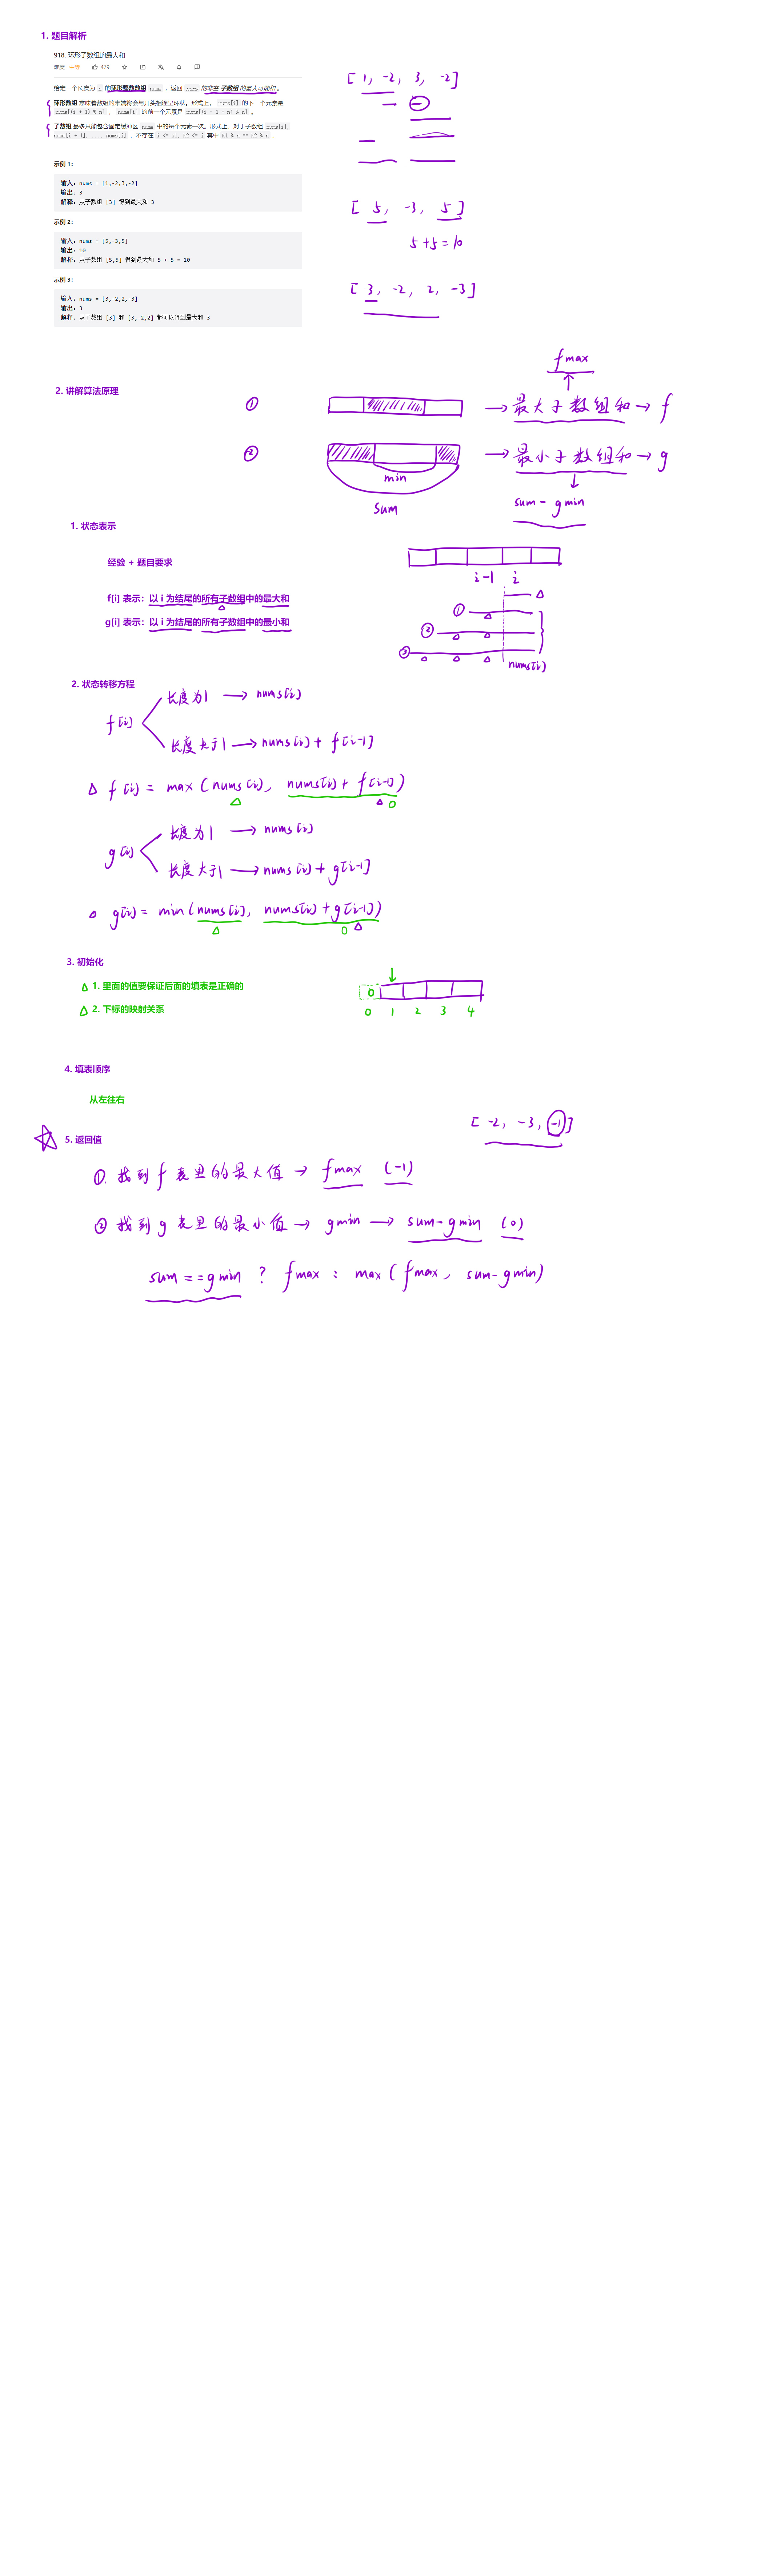 1. 题目解析
918. 环形子数组的最大和
难度 中等 479
给定一个长度为 n 的环形整数数组 nums ，返回 nums 的非空 子数组 的最大可能和 。
环形数组 意味着数组的末端将会与开头相连呈环状。形式上， nums[i] 的下一个元素是
nums[(i + 1) % n] ， nums[i] 的前一个元素是 nums[(i - 1 + n) % n] 。
子数组 最多只能包含固定缓冲区 nums 中的每个元素一次。形式上，对于子数组 nums[i],
nums[i + 1], ..., nums[j] ，不存在 i <= k1, k2 <= j 其中 k1 % n == k2 % n 。
[ 1, -2, 3, -2 ]
示例 1：
输入：nums = [1,-2,3,-2]
输出：3
解释：从子数组 [3] 得到最大和 3
[ 5, -3, 5 ]
5+5=10
示例 2：
输入：nums = [5,-3,5]
输出：10
解释：从子数组 [5,5] 得到最大和 5 + 5 = 10
示例 3：
输入：nums = [3,-2,2,-3]
输出：3
解释：从子数组 [3] 和 [3,-2,2] 都可以得到最大和 3
[ 3, -2, 2, -3 ]
fmax
2. 讲解算法原理
① → 最大子数组和 → f
② → 最小子数组和 → g
min
sum
sum - gmin
1. 状态表示
经验 + 题目要求
f[i] 表示：以 i 为结尾的所有子数组中的最大和
g[i] 表示：以 i 为结尾的所有子数组中的最小和
i-1 i
①
②
③
nums[i]
2. 状态转移方程
f[i]
长度为1 → nums[i]
长度大于1 → nums[i] + f[i-1]
△ f[i] = max(nums[i], nums[i] + f[i-1])
0
g[i]
长度为1 → nums[i]
长度大于1 → nums[i] + g[i-1]
△ g[i] = min(nums[i], nums[i] + g[i-1])
0
3. 初始化
△ 1. 里面的值要保证后面的填表是正确的
△ 2. 下标的映射关系
0
0 1 2 3 4
4. 填表顺序
从左往右
[ -2, -3, -1 ]
5. 返回值
①. 找到 f 表里的最大值 → fmax (-1)
② 找到 g 表里的最小值 → gmin → sum - gmin (0)
sum == gmin ? fmax : max(fmax, sum - gmin)